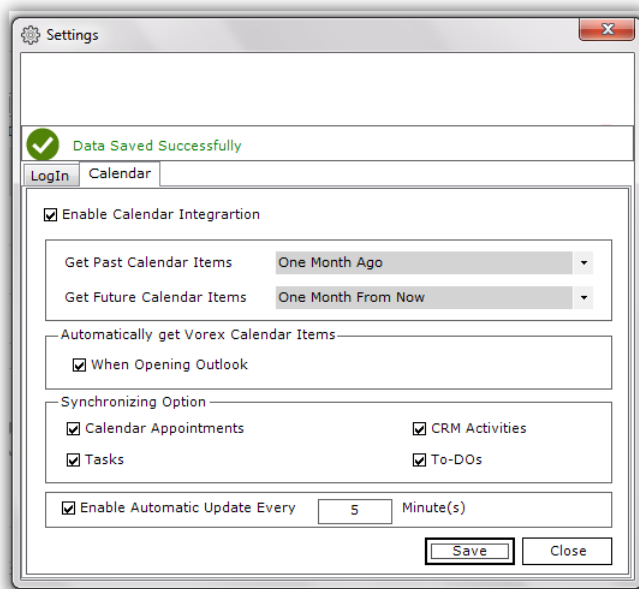 Settings
Data Saved Successfully
LogIn Calendar
Enable Calendar Integrartion
Get Past Calendar Items One Month Ago
Get Future Calendar Items One Month From Now
Automatically get Vorex Calendar Items
When Opening Outlook
Synchronizing Option
Calendar Appointments CRM Activities
Tasks To-DOs
Enable Automatic Update Every 5 Minute(s)
Save Close